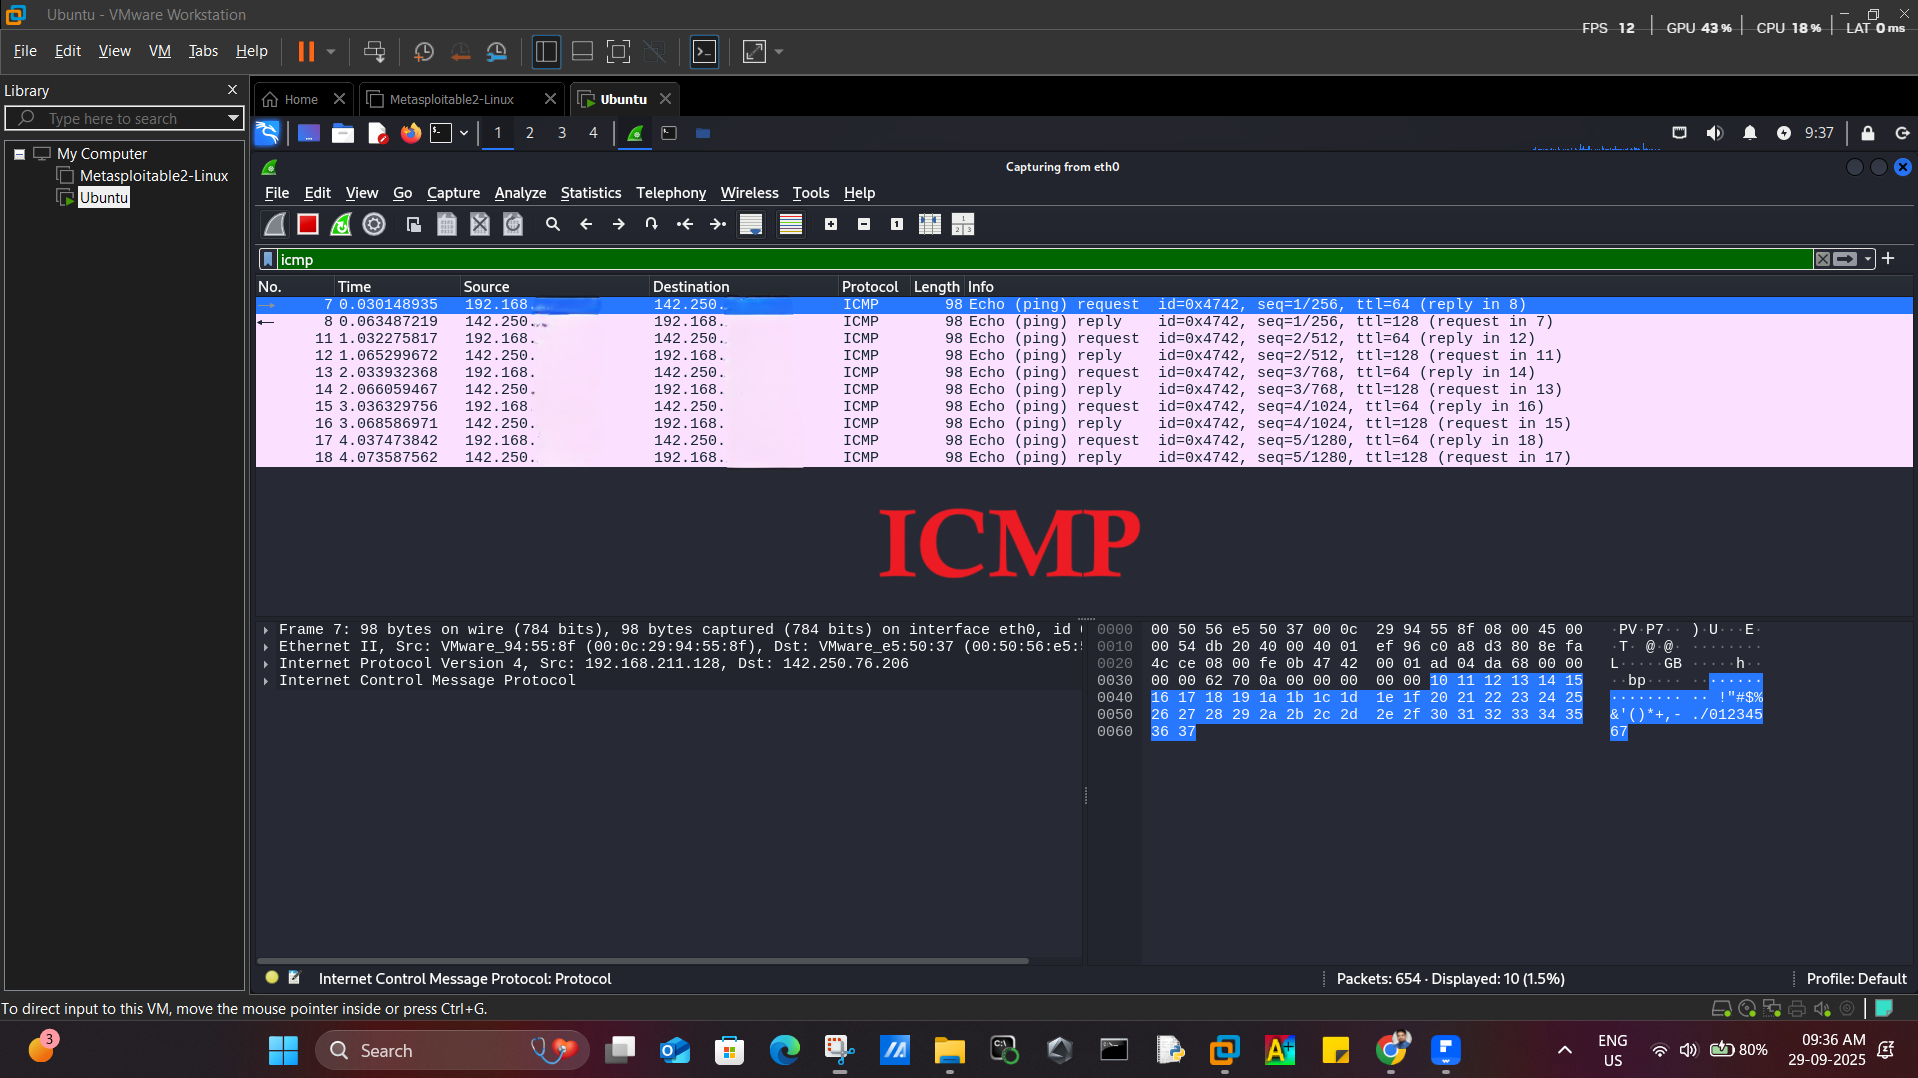 Ubuntu - VMware Workstation
FPS 12 GPU 43 % CPU 18 % LAT 0 ms
File Edit View VM Tabs Help
Library
Type here to search
My Computer
Metasploitable2-Linux
Ubuntu
Home Metasploitable2-Linux Ubuntu
1 2 3 4 9:37
Capturing from eth0
File Edit View Go Capture Analyze Statistics Telephony Wireless Tools Help
icmp
No. Time Source Destination Protocol Length Info
7 0.030148935 192.168. 142.250. ICMP 98 Echo (ping) request id=0x4742, seq=1/256, ttl=64 (reply in 8)
8 0.063487219 142.250. 192.168. ICMP 98 Echo (ping) reply id=0x4742, seq=1/256, ttl=128 (request in 7)
11 1.032275817 192.168. 142.250. ICMP 98 Echo (ping) request id=0x4742, seq=2/512, ttl=64 (reply in 12)
12 1.065299672 142.250. 192.168. ICMP 98 Echo (ping) reply id=0x4742, seq=2/512, ttl=128 (request in 11)
13 2.033932368 192.168. 142.250. ICMP 98 Echo (ping) request id=0x4742, seq=3/768, ttl=64 (reply in 14)
14 2.066059467 142.250. 192.168. ICMP 98 Echo (ping) reply id=0x4742, seq=3/768, ttl=128 (request in 13)
15 3.036329756 192.168 142.250. ICMP 98 Echo (ping) request id=0x4742, seq=4/1024, ttl=64 (reply in 16)
16 3.068586971 142.250. 192.168. ICMP 98 Echo (ping) reply id=0x4742, seq=4/1024, ttl=128 (request in 15)
17 4.037473842 192.168. 142.250. ICMP 98 Echo (ping) request id=0x4742, seq=5/1280, ttl=64 (reply in 18)
18 4.073587562 142.250. 192.168. ICMP 98 Echo (ping) reply id=0x4742, seq=5/1280, ttl=128 (request in 17)
ICMP
Frame 7: 98 bytes on wire (784 bits), 98 bytes captured (784 bits) on interface eth0, id
Ethernet II, Src: VMware_94:55:8f (00:0c:29:94:55:8f), Dst: VMware_e5:50:37 (00:50:56:e5:
Internet Protocol Version 4, Src: 192.168.211.128, Dst: 142.250.76.206
Internet Control Message Protocol
0000 00 50 56 e5 50 37 00 0c 29 94 55 8f 08 00 45 00 ·PV·P7·· )·U···E·
0010 00 54 db 20 40 00 40 01 ef 96 c0 a8 d3 80 8e fa ·T· @·@· ········
0020 4c ce 08 00 fe 0b 47 42 00 01 ad 04 da 68 00 00 L·····GB ·····h··
0030 00 00 62 70 0a 00 00 00 00 00 10 11 12 13 14 15 ··bp···· ········
0040 16 17 18 19 1a 1b 1c 1d 1e 1f 20 21 22 23 24 25 ········ ·· !"#$%
0050 26 27 28 29 2a 2b 2c 2d 2e 2f 30 31 32 33 34 35 &'()*+,- ./012345
0060 36 37 67
Internet Control Message Protocol: Protocol Packets: 654 · Displayed: 10 (1.5%) Profile: Default
To direct input to this VM, move the mouse pointer inside or press Ctrl+G.
3
Search
ENG
US
80%
09:36 AM
29-09-2025